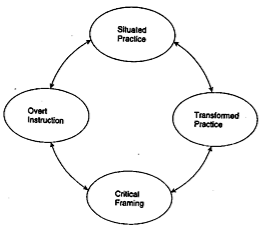 Situated
Practice
Overt
Instruction
Transformed
Practice
Critical
Framing